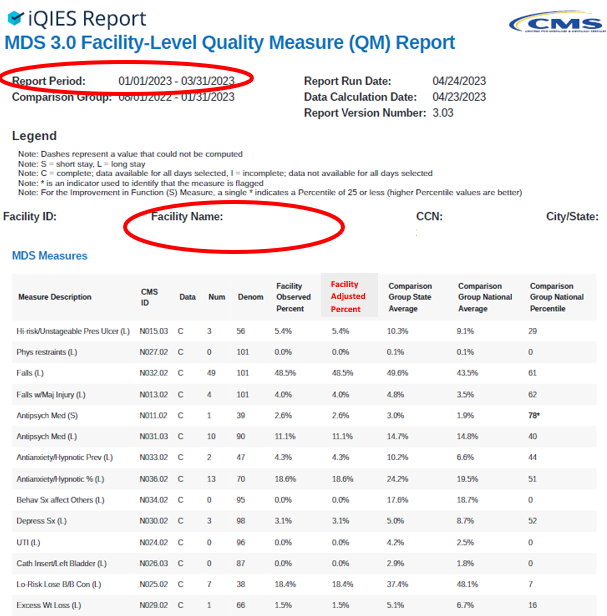 iQIES Report
CMS
MDS 3.0 Facility-Level Quality Measure (QM) Report
Report Period: 01/01/2023 - 03/31/2023
Comparison Group: 08/01/2022 - 01/31/2023
Report Run Date: 04/24/2023
Data Calculation Date: 04/23/2023
Report Version Number: 3.03
Legend
Note: Dashes represent a value that could not be computed
Note: S = short stay, L = long stay
Note: C = complete; data available for all days selected, I = incomplete; data not available for all days selected
Note: * is an indicator used to identify that the measure is flagged
Note: For the Improvement in Function (S) Measure, a single * indicates a Percentile of 25 or less (higher Percentile values are better)
Facility ID: Facility Name: CCN: City/State:
MDS Measures
Measure Description CMS ID Data Num Denom Facility Observed Percent Facility Adjusted Percent Comparison Group State Average Comparison Group National Average Comparison Group National Percentile
Hi-risk/Unstageable Pres Ulcer (L) N015.03 C 3 56 5.4% 5.4% 10.3% 9.1% 29
Phys restraints (L) N027.02 C 0 101 0.0% 0.0% 0.1% 0.1% 0
Falls (L) N032.02 C 49 101 48.5% 48.5% 49.6% 43.5% 61
Falls w/Maj Injury (L) N013.02 C 4 101 4.0% 4.0% 4.8% 3.5% 62
Antipsych Med (S) N011.02 C 1 39 2.6% 2.6% 3.0% 1.9% 78*
Antipsych Med (L) N031.03 C 10 90 11.1% 11.1% 14.7% 14.8% 40
Antianxiety/Hypnotic Prev (L) N033.02 C 2 47 4.3% 4.3% 10.2% 6.6% 44
Antianxiety/Hypnotic % (L) N036.02 C 13 70 18.6% 18.6% 24.2% 19.5% 51
Behav Sx affect Others (L) N034.02 C 0 95 0.0% 0.0% 17.6% 18.7% 0
Depress Sx (L) N030.02 C 3 98 3.1% 3.1% 5.0% 8.7% 52
UTI (L) N024.02 C 0 96 0.0% 0.0% 4.2% 2.5% 0
Cath Insert/Left Bladder (L) N026.03 C 0 87 0.0% 0.0% 2.9% 1.8% 0
Lo-Risk Lose B/B Con (L) N025.02 C 7 38 18.4% 18.4% 37.4% 48.1% 7
Excess Wt Loss (L) N029.02 C 1 66 1.5% 1.5% 5.1% 6.7% 16